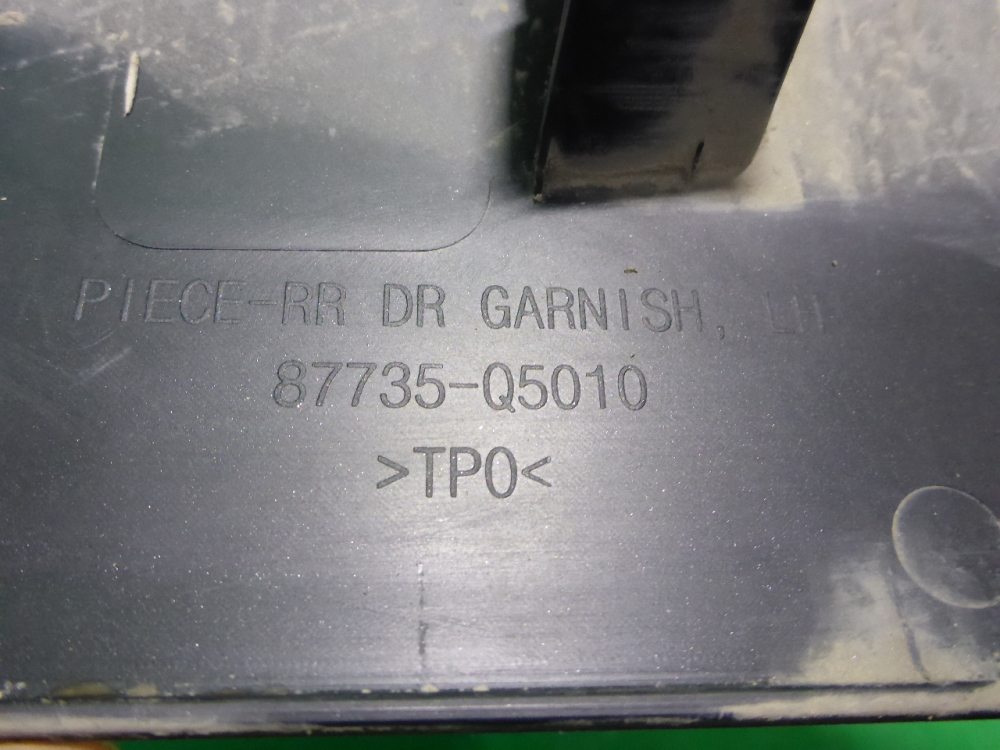 PIECE-RR DR GARNISH, LH
87735-Q5010
>TPO<